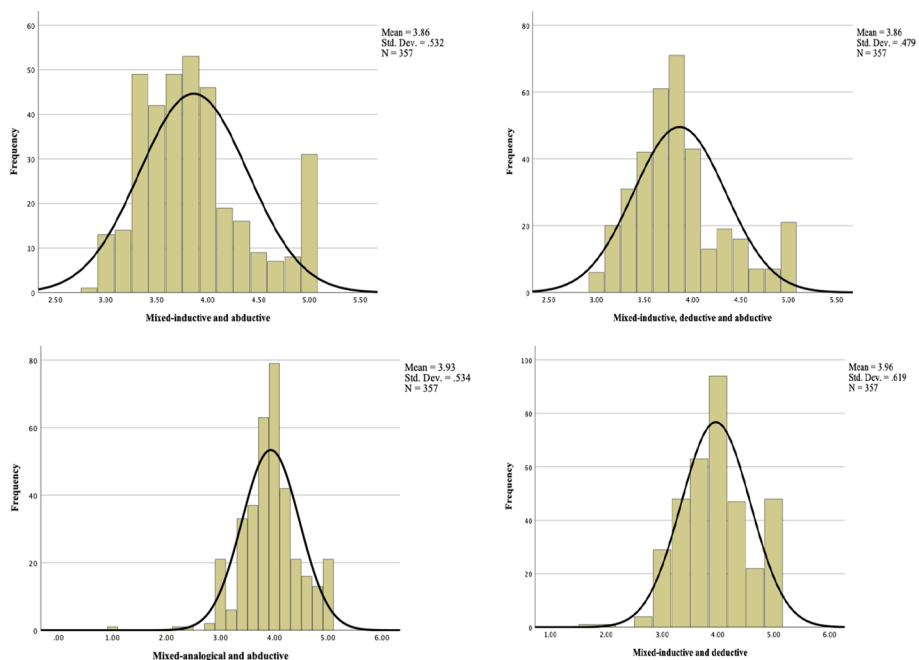 60
50
40
30
20
10
0
Frequency
2.50 3.00 3.50 4.00 4.50 5.00 5.50
Mixed-inductive and abductive
Mean = 3.86
Std. Dev. = .532
N = 357
80
60
40
20
0
Frequency
2.50 3.00 3.50 4.00 4.50 5.00 5.50
Mixed-inductive, deductive and abductive
Mean = 3.86
Std. Dev. = .479
N = 357
80
60
40
20
0
Frequency
.00 1.00 2.00 3.00 4.00 5.00 6.00
Mixed-analogical and abductive
Mean = 3.93
Std. Dev. = .534
N = 357
100
80
60
40
20
0
Frequency
1.00 2.00 3.00 4.00 5.00 6.00
Mixed-inductive and deductive
Mean = 3.96
Std. Dev. = .619
N = 357